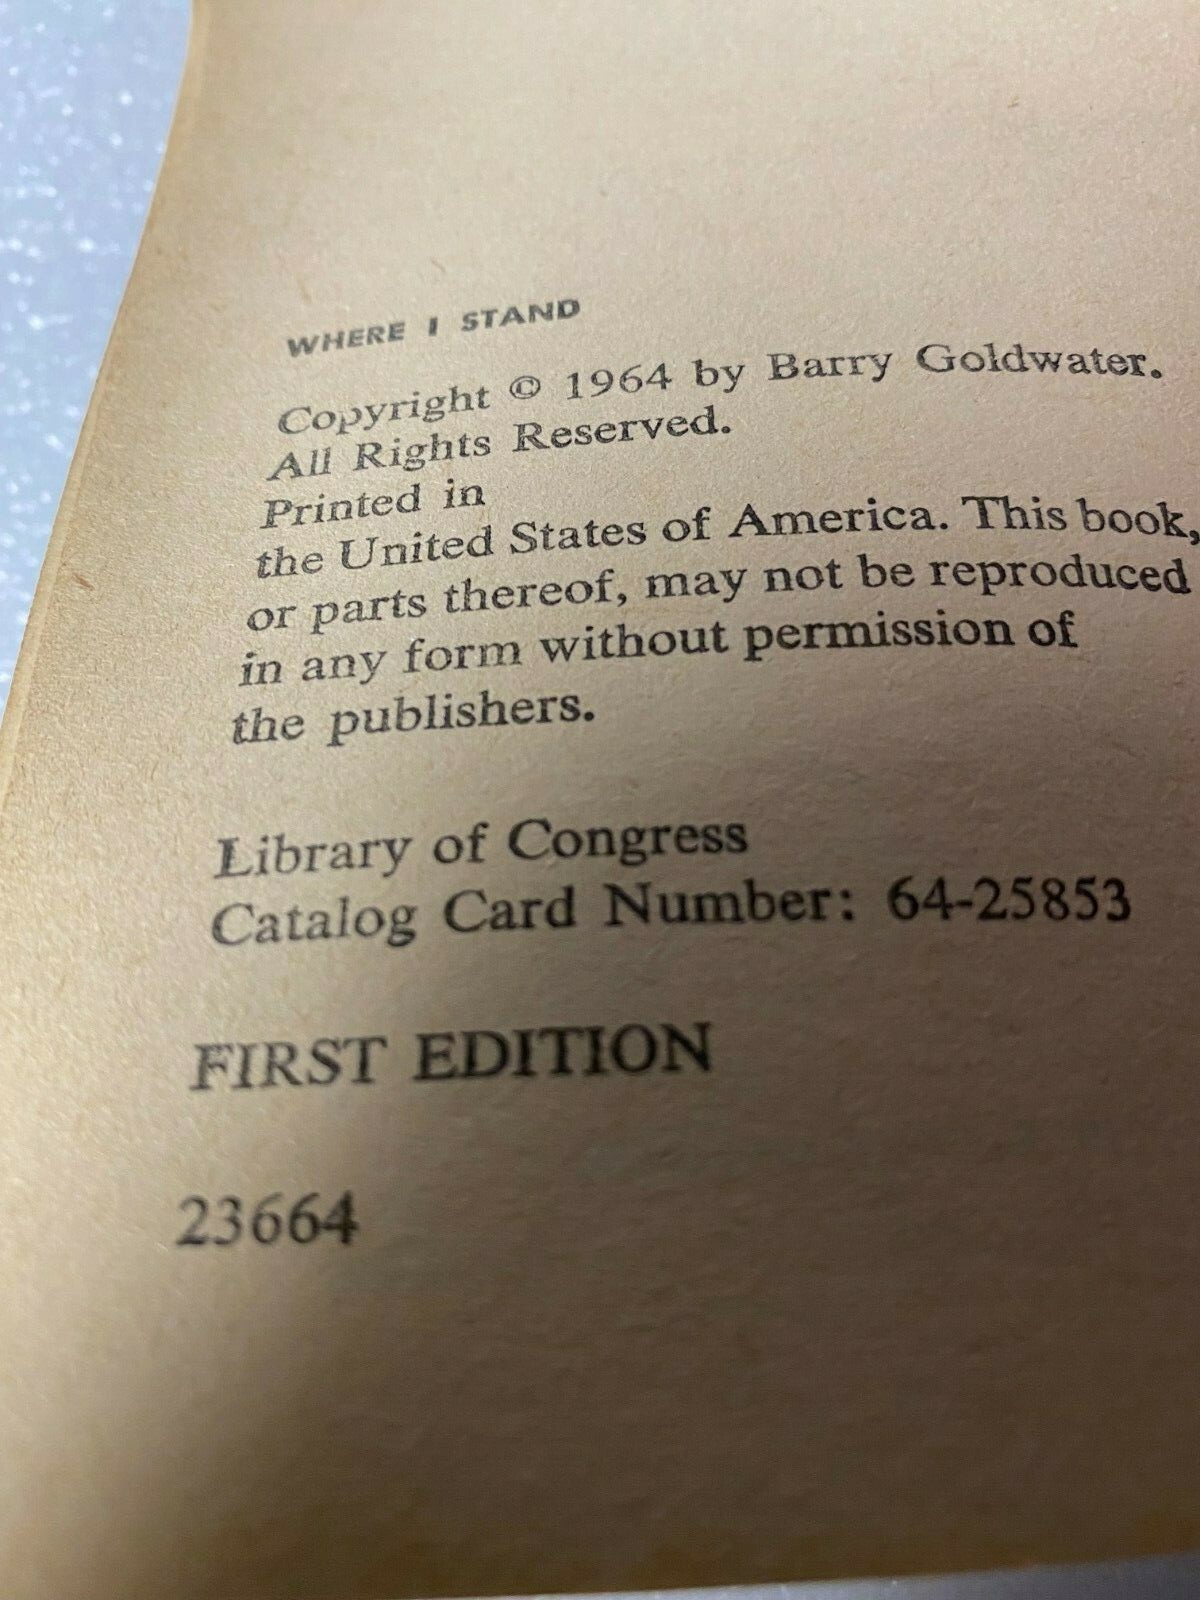 WHERE I STAND
Copyright © 1964 by Barry Goldwater.
All Rights Reserved.
Printed in
the United States of America. This book,
or parts thereof, may not be reproduced
in any form without permission of
the publishers.
Library of Congress
Catalog Card Number: 64-25853
FIRST EDITION
23664